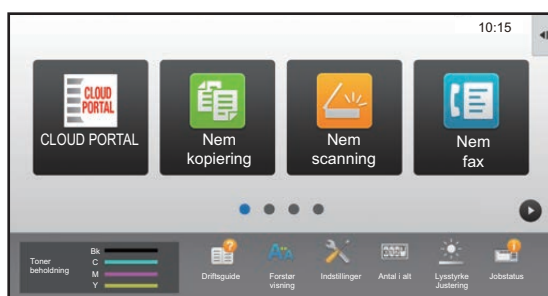 10:15
CLOUD
PORTAL
CLOUD PORTAL
Nem
kopiering
Nem
scanning
Nem
fax
Toner
beholdning
Bk
C
M
Y
Driftsguide
Forstør
visning
Indstillinger
Antal i alt
Lysstyrke
Justering
Jobstatus